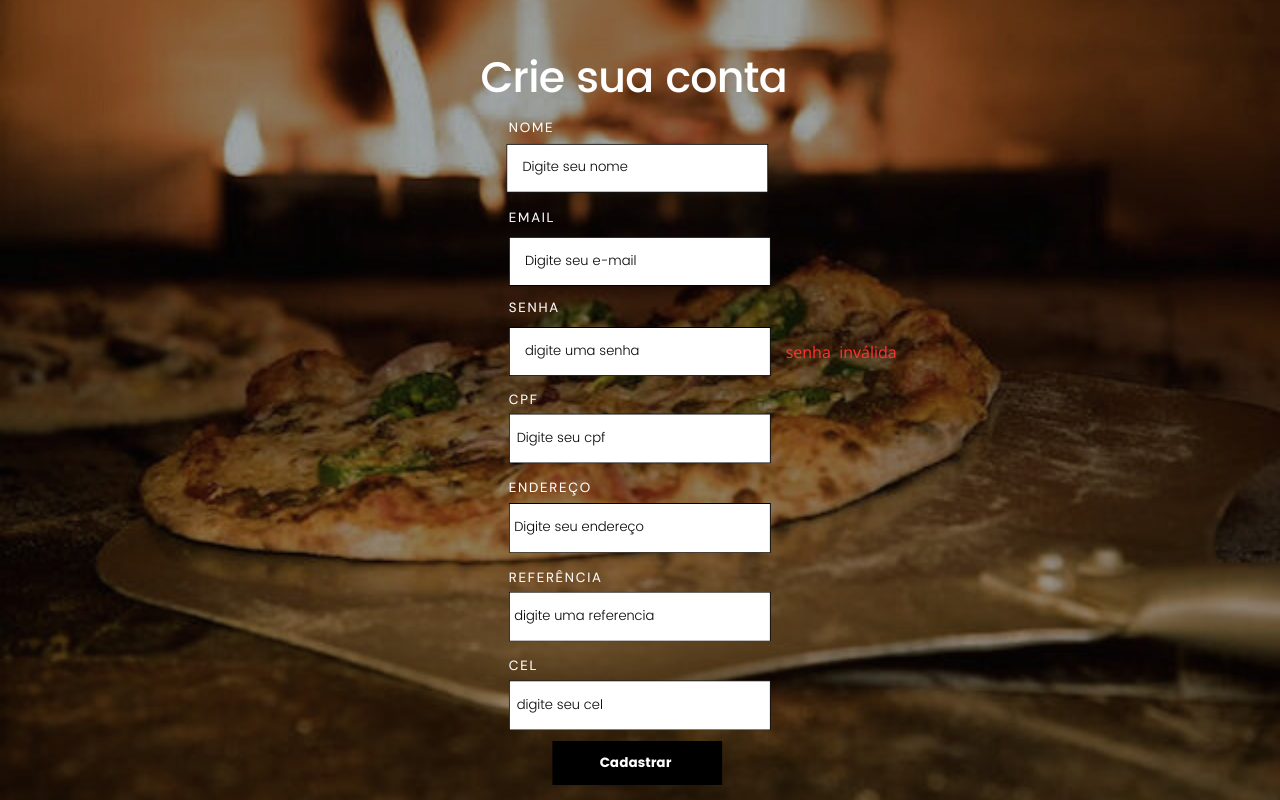 Crie sua conta
NOME
Digite seu nome
EMAIL
Digite seu e-mail
SENHA
digite uma senha
senha inválida
CPF
Digite seu cpf
ENDEREÇO
Digite seu endereço
REFERÊNCIA
digite uma referencia
CEL
digite seu cel
Cadastrar